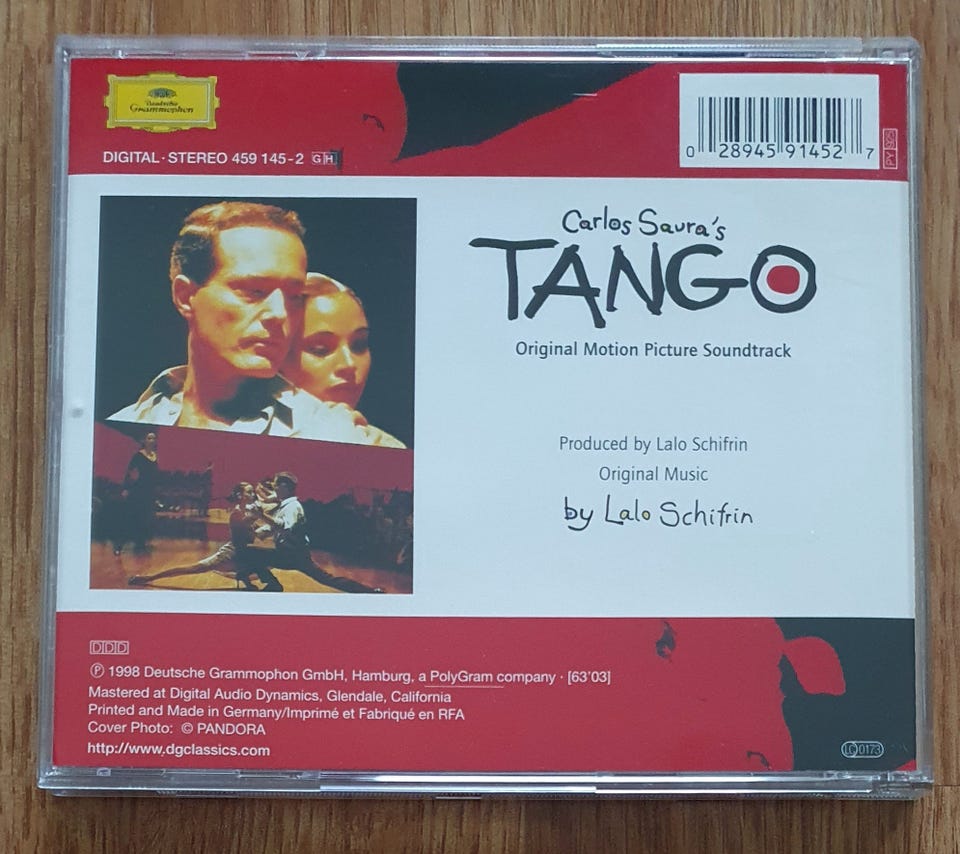 Deutsche
Grammophon
DIGITAL · STEREO 459 145-2 GH
0 28945 91452 7
PY 925
Carlos Saura's
TANGO
Original Motion Picture Soundtrack
Produced by Lalo Schifrin
Original Music
by Lalo Schifrin
DDD
℗ 1998 Deutsche Grammophon GmbH, Hamburg, a PolyGram company · [63'03]
Mastered at Digital Audio Dynamics, Glendale, California
Printed and Made in Germany/Imprimé et Fabriqué en RFA
Cover Photo: © PANDORA
http://www.dgclassics.com
LC 0173